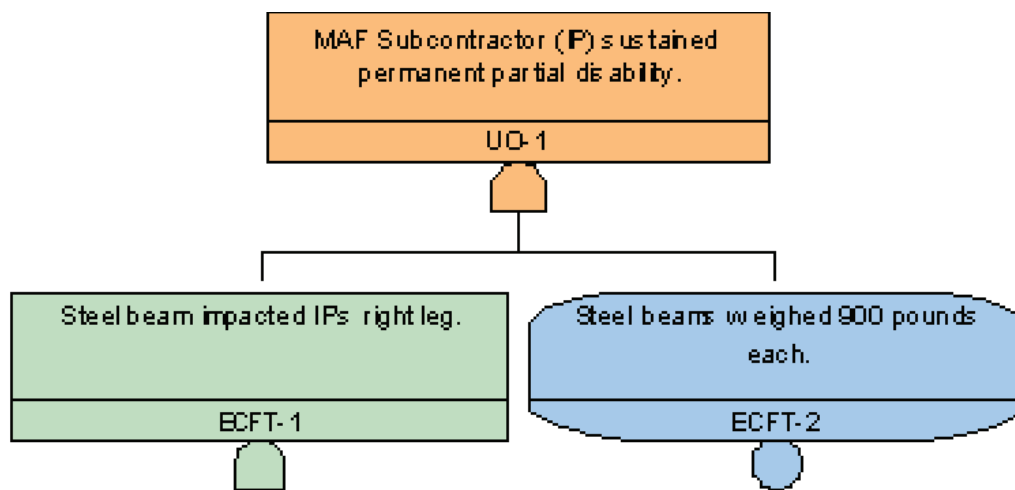 MAF Subcontractor (IP) sustained
permanent partial disability.
UO-1
Steel beam impacted IPs right leg.
ECFT-1
Steel beams weighed 900 pounds
each.
ECFT-2